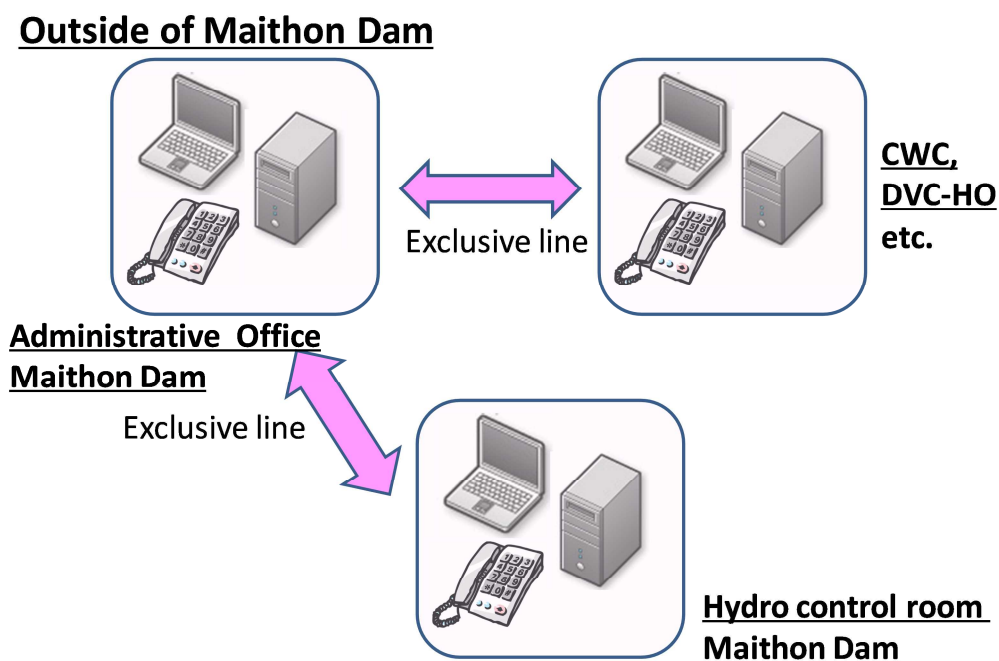 Outside of Maithon Dam
CWC,
DVC-HO
etc.
Exclusive line
Administrative Office
Maithon Dam
Exclusive line
Hydro control room
Maithon Dam